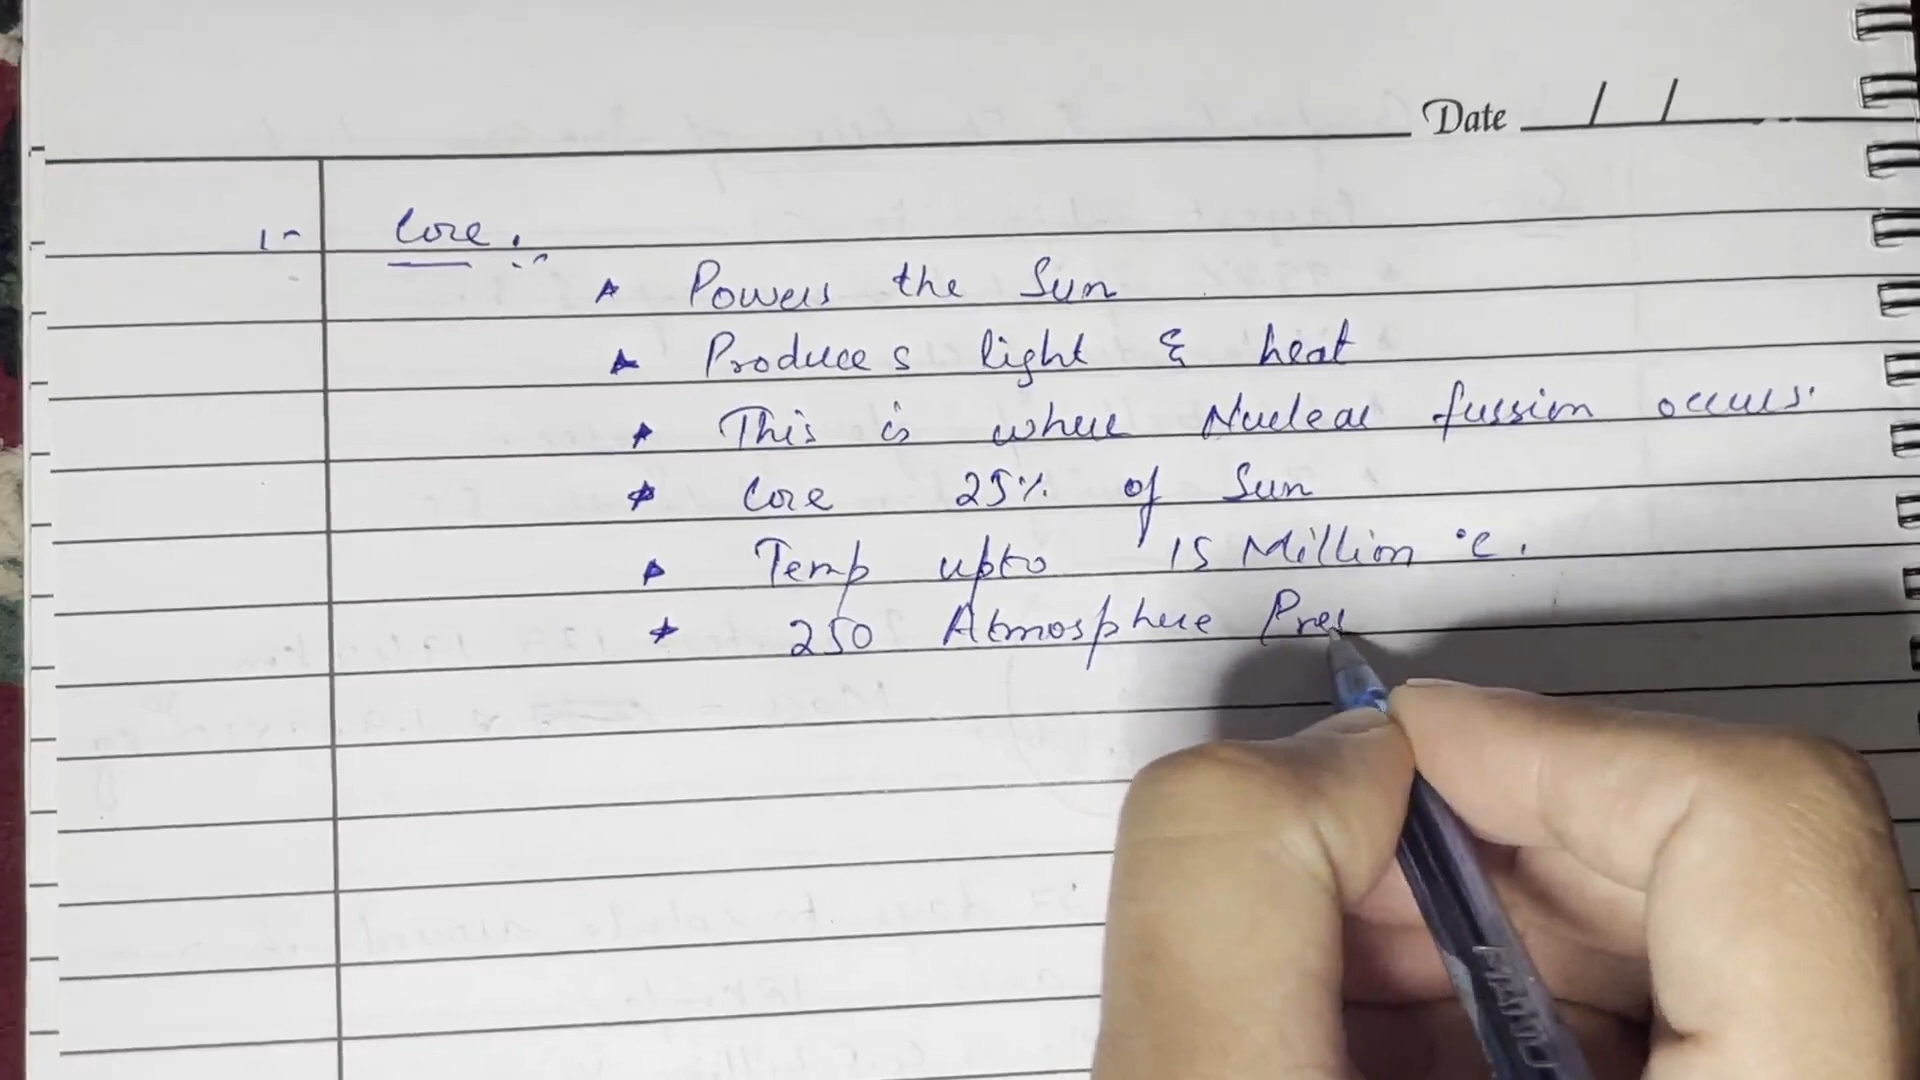 Date / /
1- Core :-
Powers the Sun
Produces light & heat
This is where Nuclear fussion occurs.
Core 25% of Sun
Temp upto 15 Million °C.
250 Atmosphere Pres